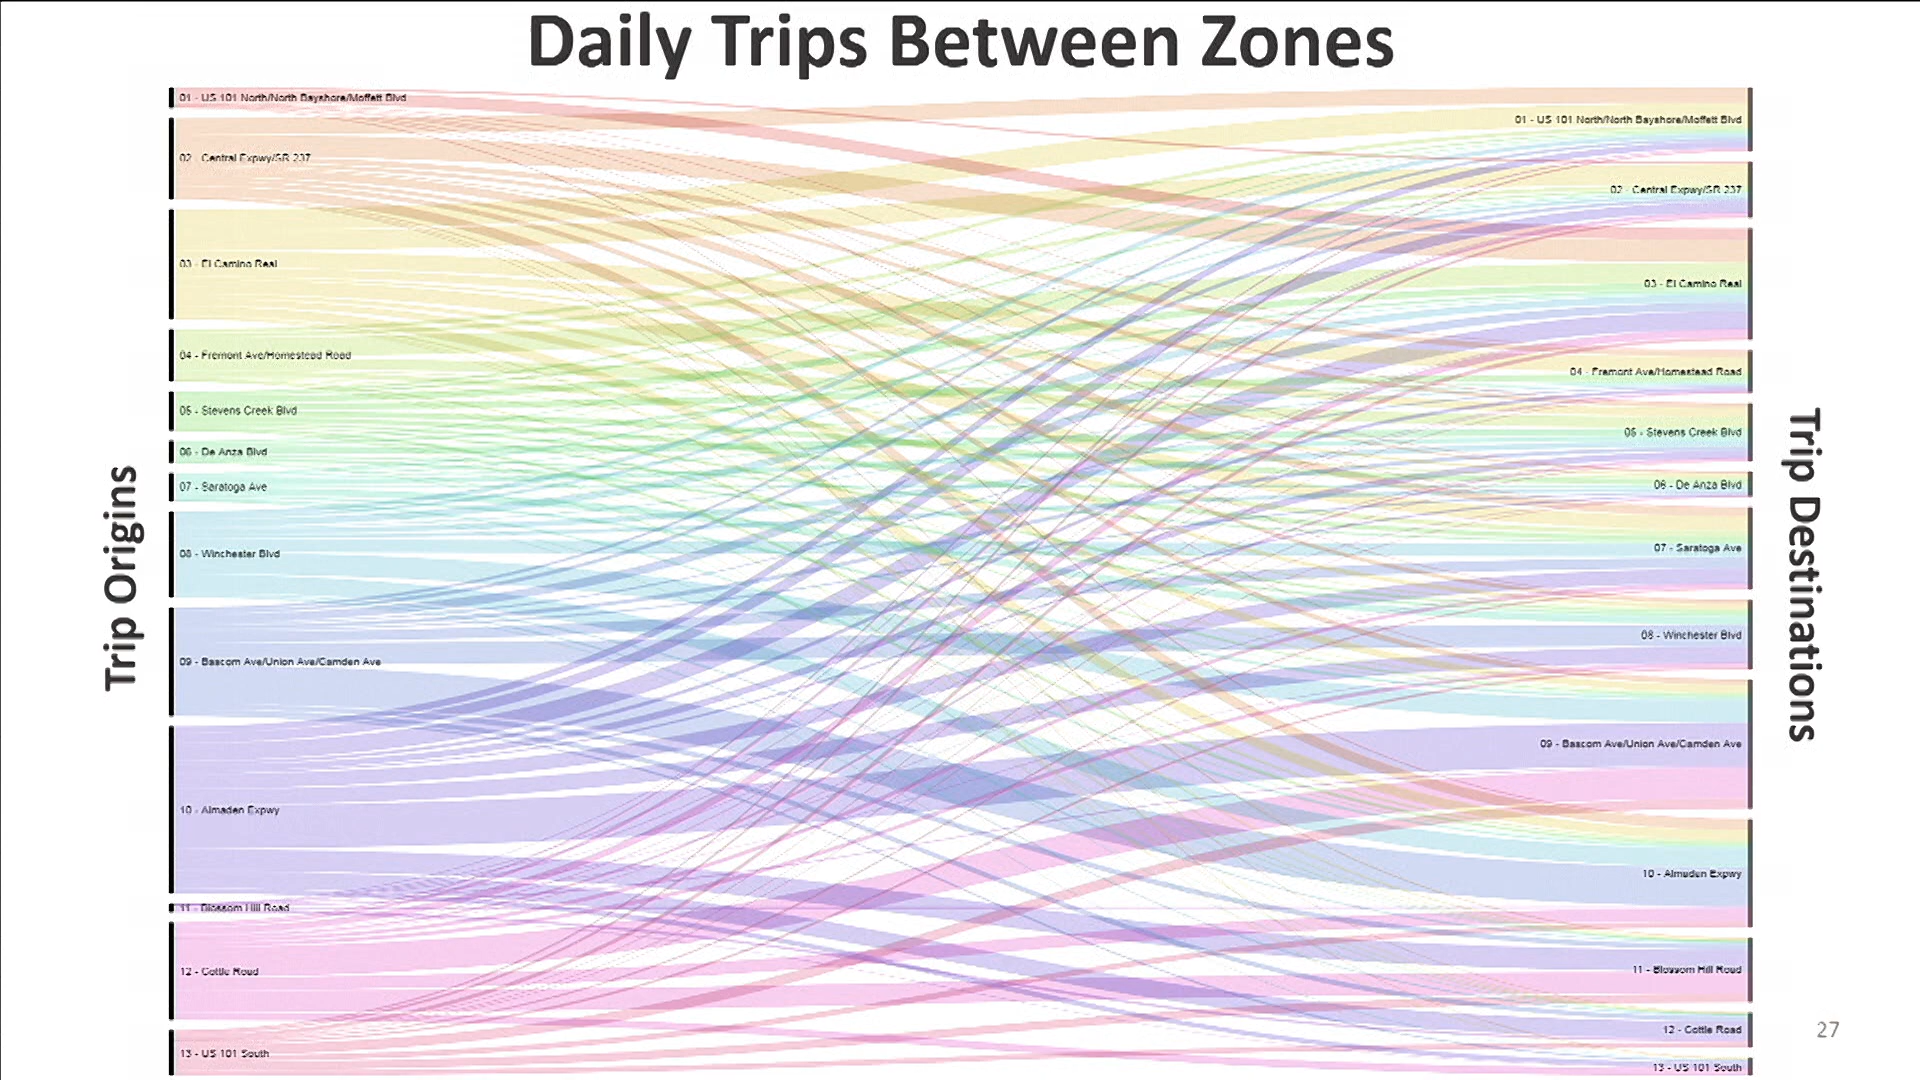 Daily Trips Between Zones
Trip Origins
01 - US 101 North/North Bayshore/Moffett Blvd
02 - Central Expwy/SR 237
03 - El Camino Real
04 - Fremont Ave/Homestead Road
05 - Stevens Creek Blvd
06 - De Anza Blvd
07 - Saratoga Ave
08 - Winchester Blvd
09 - Bascom Ave/Union Ave/Camden Ave
10 - Almaden Expwy
11 - Blossom Hill Road
12 - Cottle Road
13 - US 101 South
01 - US 101 North/North Bayshore/Moffett Blvd
02 - Central Expwy/SR 237
03 - El Camino Real
04 - Fremont Ave/Homestead Road
05 - Stevens Creek Blvd
06 - De Anza Blvd
07 - Saratoga Ave
08 - Winchester Blvd
09 - Bascom Ave/Union Ave/Camden Ave
10 - Almaden Expwy
11 - Blossom Hill Road
12 - Cottle Road
13 - US 101 South
Trip Destinations
27